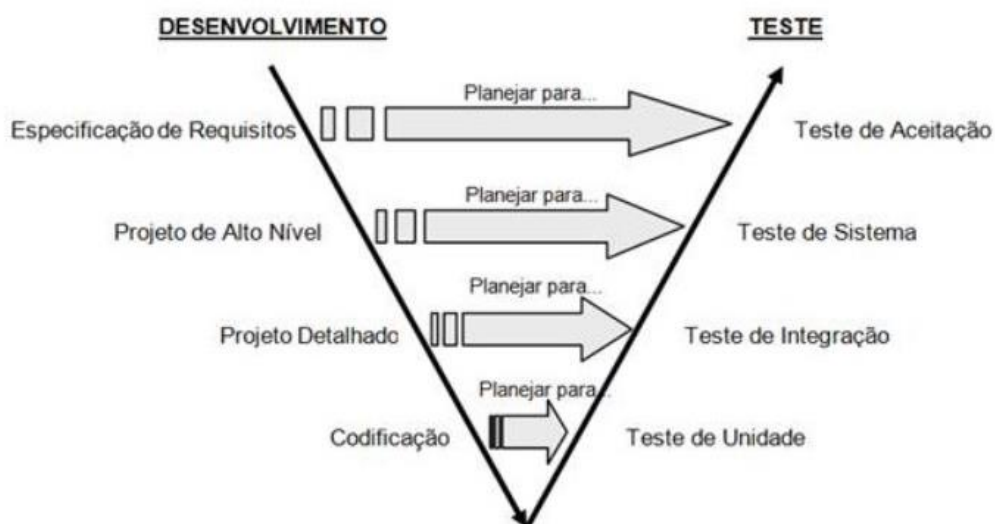 DESENVOLVIMENTO
TESTE
Planejar para...
Especificação de Requisitos
Teste de Aceitação
Planejar para...
Projeto de Alto Nível
Teste de Sistema
Planejar para...
Projeto Detalhado
Teste de Integração
Planejar para...
Codificação
Teste de Unidade